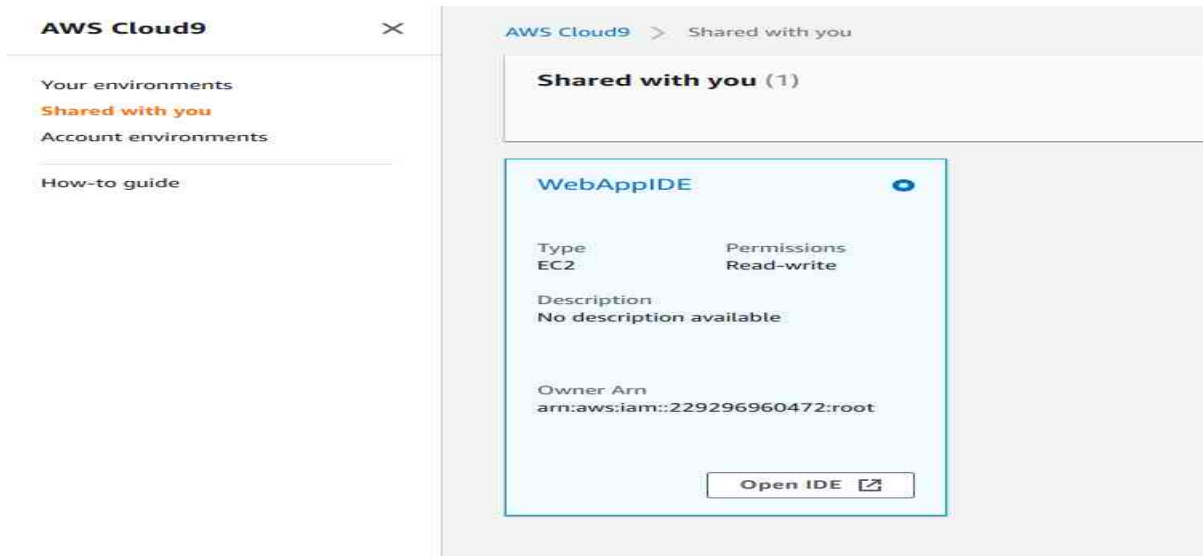 AWS Cloud9
Your environments
Shared with you
Account environments
How-to guide
AWS Cloud9 > Shared with you
Shared with you (1)
WebAppIDE
Type
EC2
Permissions
Read-write
Description
No description available
Owner Arn
arn:aws:iam::229296960472:root
Open IDE